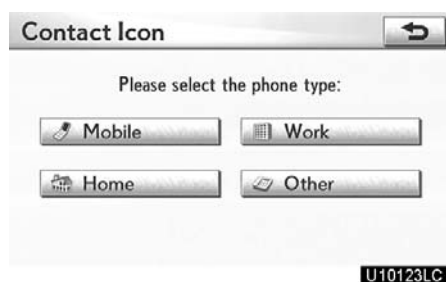 Contact Icon
Please select the phone type:
Mobile
Work
Home
Other
U10123LC